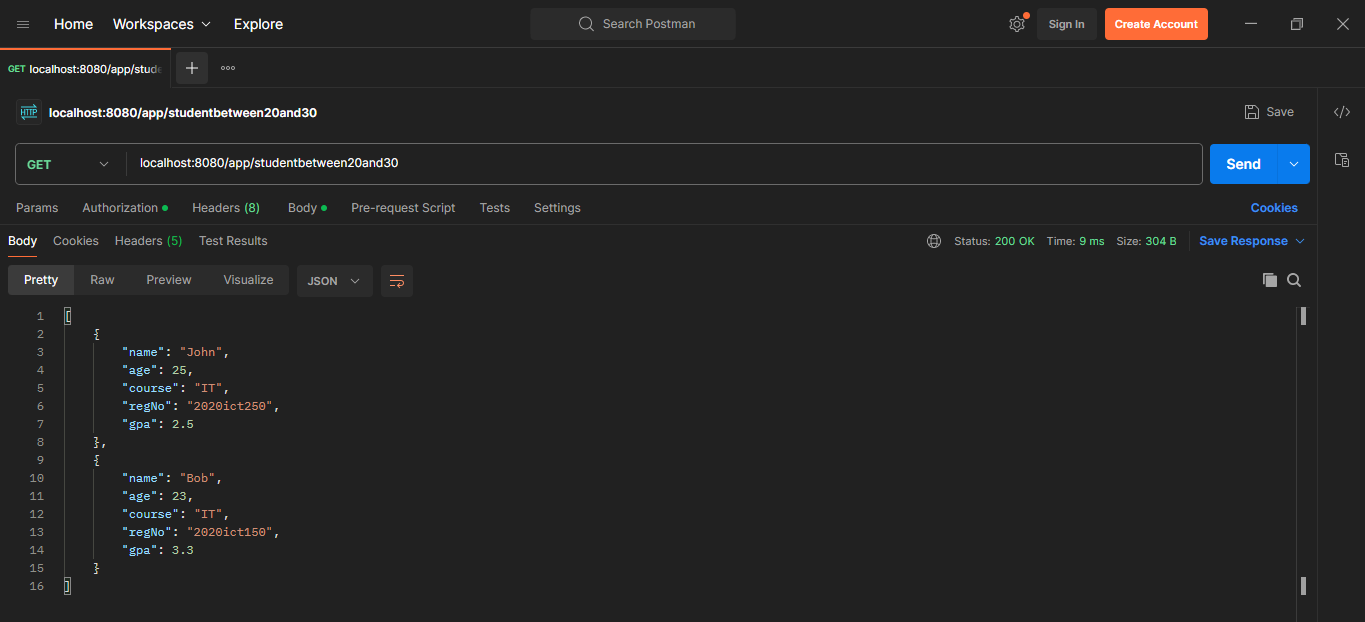 Home Workspaces Explore Search Postman Sign In Create Account
GET localhost:8080/app/stude
HTTP localhost:8080/app/studentbetween20and30 Save
GET localhost:8080/app/studentbetween20and30 Send
Params Authorization Headers (8) Body Pre-request Script Tests Settings Cookies
Body Cookies Headers (5) Test Results Status: 200 OK Time: 9 ms Size: 304 B Save Response
Pretty Raw Preview Visualize JSON
1 [
2 {
3 "name": "John",
4 "age": 25,
5 "course": "IT",
6 "regNo": "2020ict250",
7 "gpa": 2.5
8 },
9 {
10 "name": "Bob",
11 "age": 23,
12 "course": "IT",
13 "regNo": "2020ict150",
14 "gpa": 3.3
15 }
16 ]